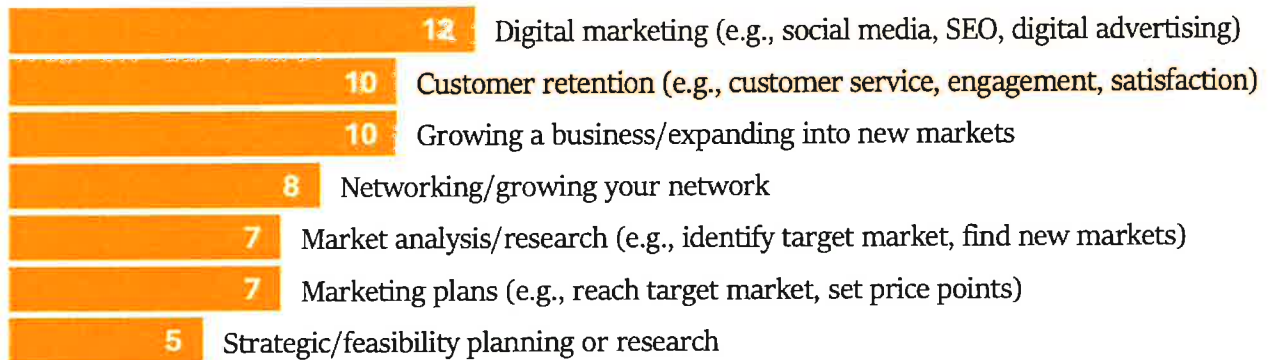 12 Digital marketing (e.g., social media, SEO, digital advertising)
10 Customer retention (e.g., customer service, engagement, satisfaction)
10 Growing a business/expanding into new markets
8 Networking/growing your network
7 Market analysis/research (e.g., identify target market, find new markets)
7 Marketing plans (e.g., reach target market, set price points)
5 Strategic/feasibility planning or research